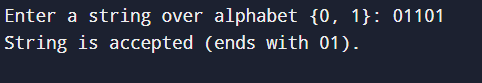 Enter a string over alphabet {0, 1}: 01101
String is accepted (ends with 01).